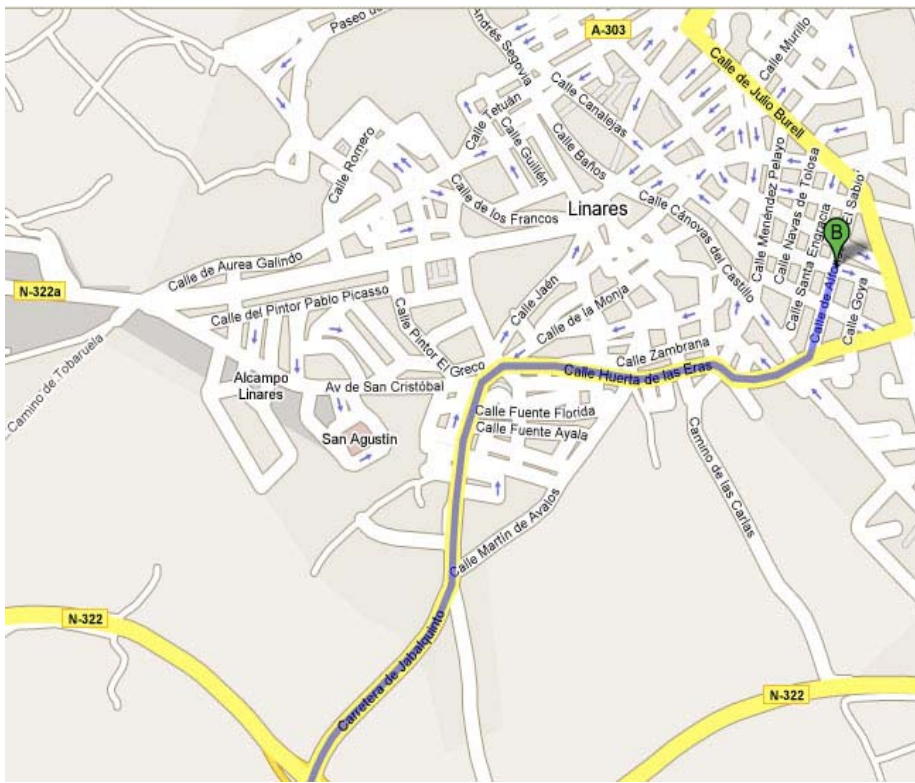 Paseo de
Andrés Segovia
A-303
Calle Murillo
Calle de Julio Burell
Calle Canalejas
Calle Tetuán
Calle Guillén
Calle Baños
Calle Romero
Calle Menéndez Pelayo
Calle Navas de Tolosa
Calle Santa Engracia
El Sabio
B
Calle de los Francos
Linares
Calle Cánovas del Castillo
Calle de Aurea Galindo
N-322a
Calle del Pintor Pablo Picasso
Calle Jaén
Calle de la Monja
Calle de
Calle Goya
Calle Pintor El Greco
Camino de Tobaruela
Calle Zambrana
Calle Huerta de las Eras
Alcampo
Linares
Av de San Cristóbal
Calle Fuente Florida
Calle Fuente Ayala
San Agustín
Camino de las Carlas
Calle Martín de Avalos
N-322
Carretera de Jabalquinto
N-322